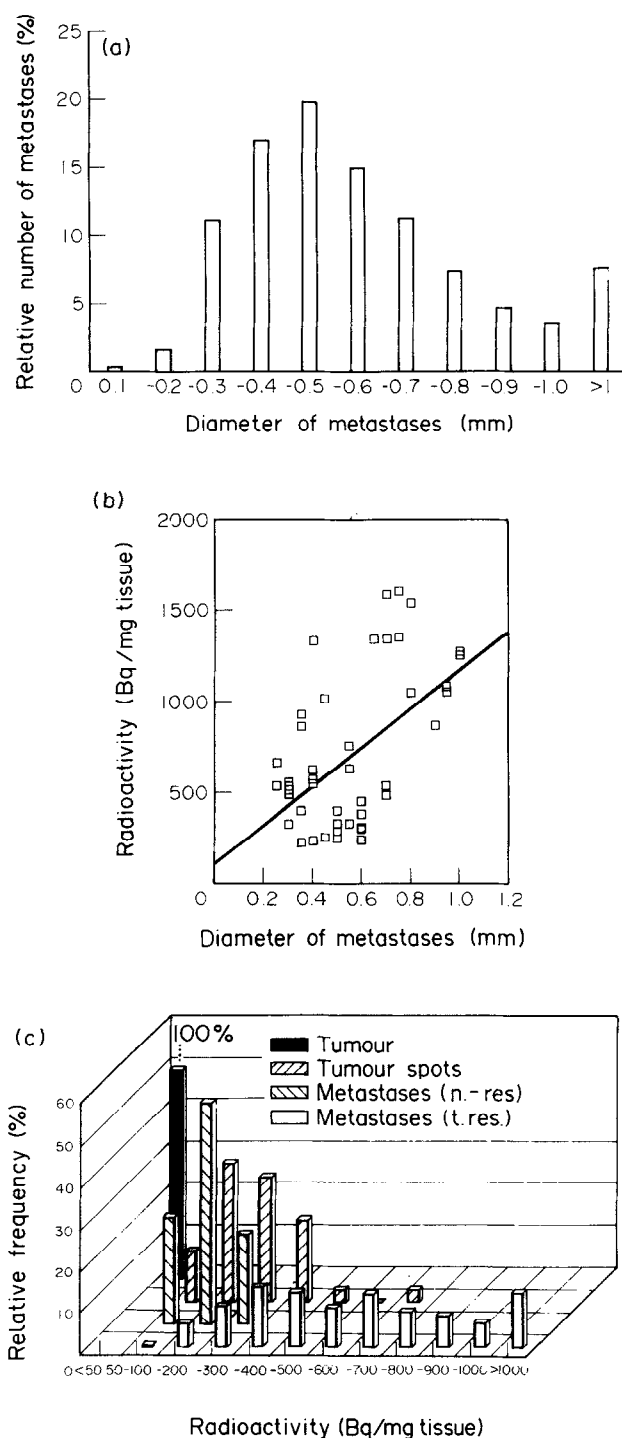 (a)
Relative number of metastases (%)
25
20
15
10
5
0 0.1 -0.2 -0.3 -0.4 -0.5 -0.6 -0.7 -0.8 -0.9 -1.0 >1
Diameter of metastases (mm)
(b)
Radioactivity (Bq/mg tissue)
2000
1500
1000
500
0 0.2 0.4 0.6 0.8 1.0 1.2
Diameter of metastases (mm)
(c)
100%
Tumour
Tumour spots
Metastases (n.-res)
Metastases (t.res.)
Relative frequency (%)
60
50
40
30
20
10
0 <50 50-100 -200 -300 -400 -500 -600 -700 -800 -900 -1000 >1000
Radioactivity (Bq/mg tissue)